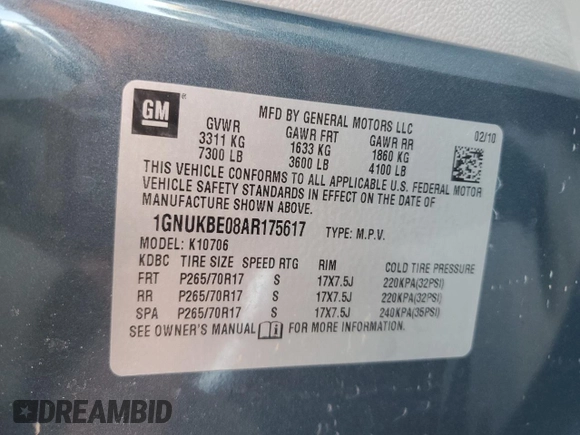 GM
MFD BY GENERAL MOTORS LLC
02/10
GVWR GAWR FRT GAWR RR
3311 KG 1633 KG 1860 KG
7300 LB 3600 LB 4100 LB
THIS VEHICLE CONFORMS TO ALL APPLICABLE U.S. FEDERAL MOTOR
VEHICLE SAFETY STANDARDS IN EFFECT ON THE DATE OF
MANUFACTURE SHOWN ABOVE.
1GNUKBE08AR175617 TYPE: M.P.V.
MODEL: K10706
KDBC TIRE SIZE SPEED RTG RIM COLD TIRE PRESSURE
FRT P265/70R17 S 17X7.5J 220KPA(32PSI)
RR P265/70R17 S 17X7.5J 220KPA(32PSI)
SPA P265/70R17 S 17X7.5J 240KPA(35PSI)
SEE OWNER'S MANUAL FOR MORE INFORMATION
DREAMBID